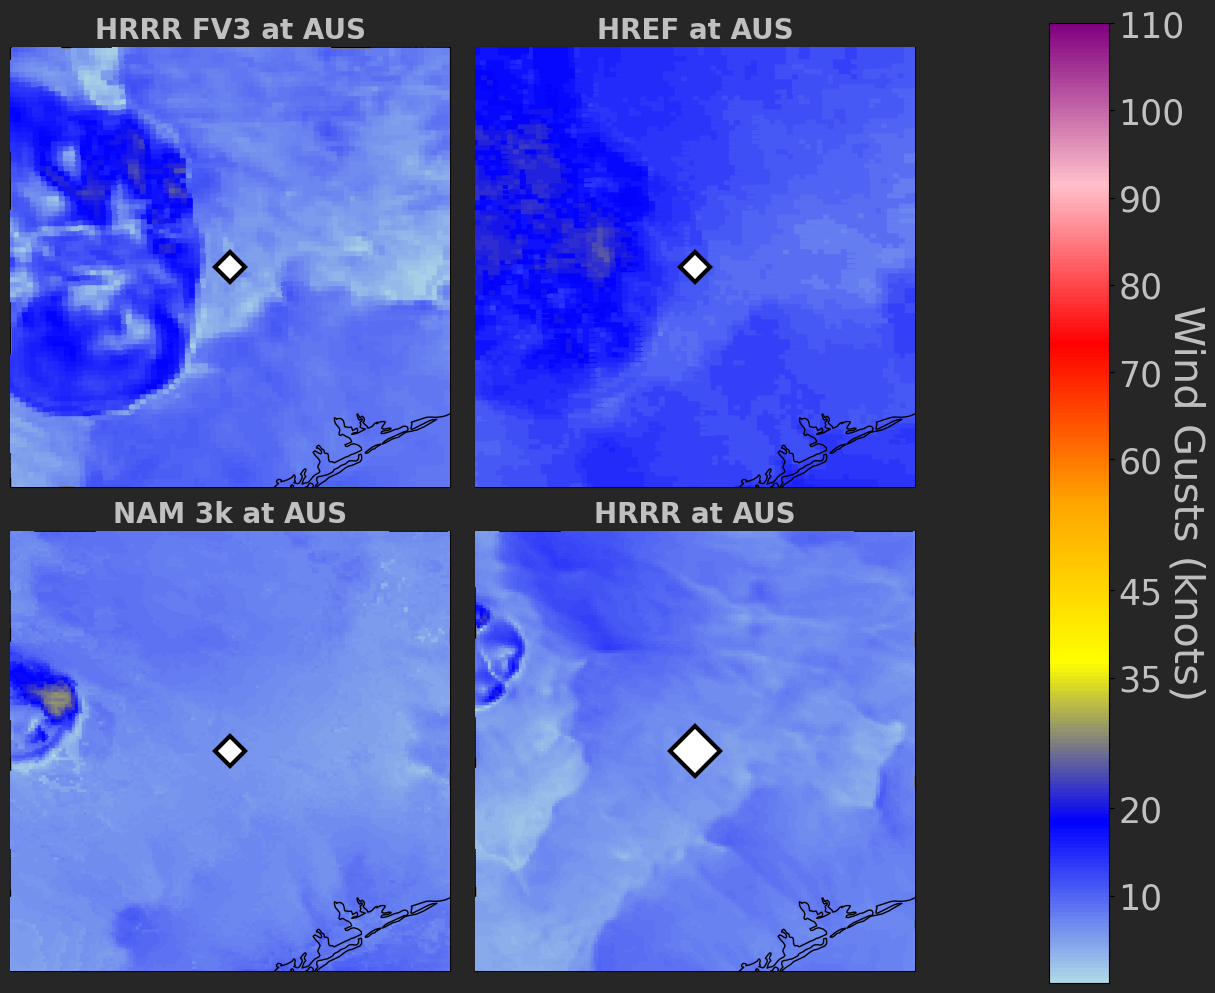 HRRR FV3 at AUS
HREF at AUS
NAM 3k at AUS
HRRR at AUS
110
100
90
80
70
60
45
35
20
10
Wind Gusts (knots)